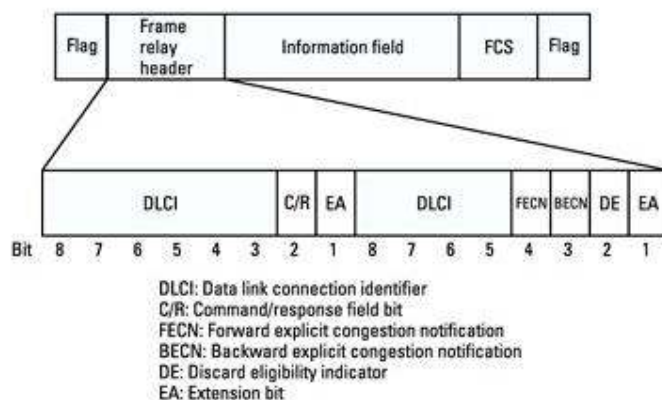 Flag Frame relay header Information field FCS Flag
DLCI C/R EA DLCI FECN BECN DE EA
Bit 8 7 6 5 4 3 2 1 8 7 6 5 4 3 2 1
DLCI: Data link connection identifier
C/R: Command/response field bit
FECN: Forward explicit congestion notification
BECN: Backward explicit congestion notification
DE: Discard eligibility indicator
EA: Extension bit